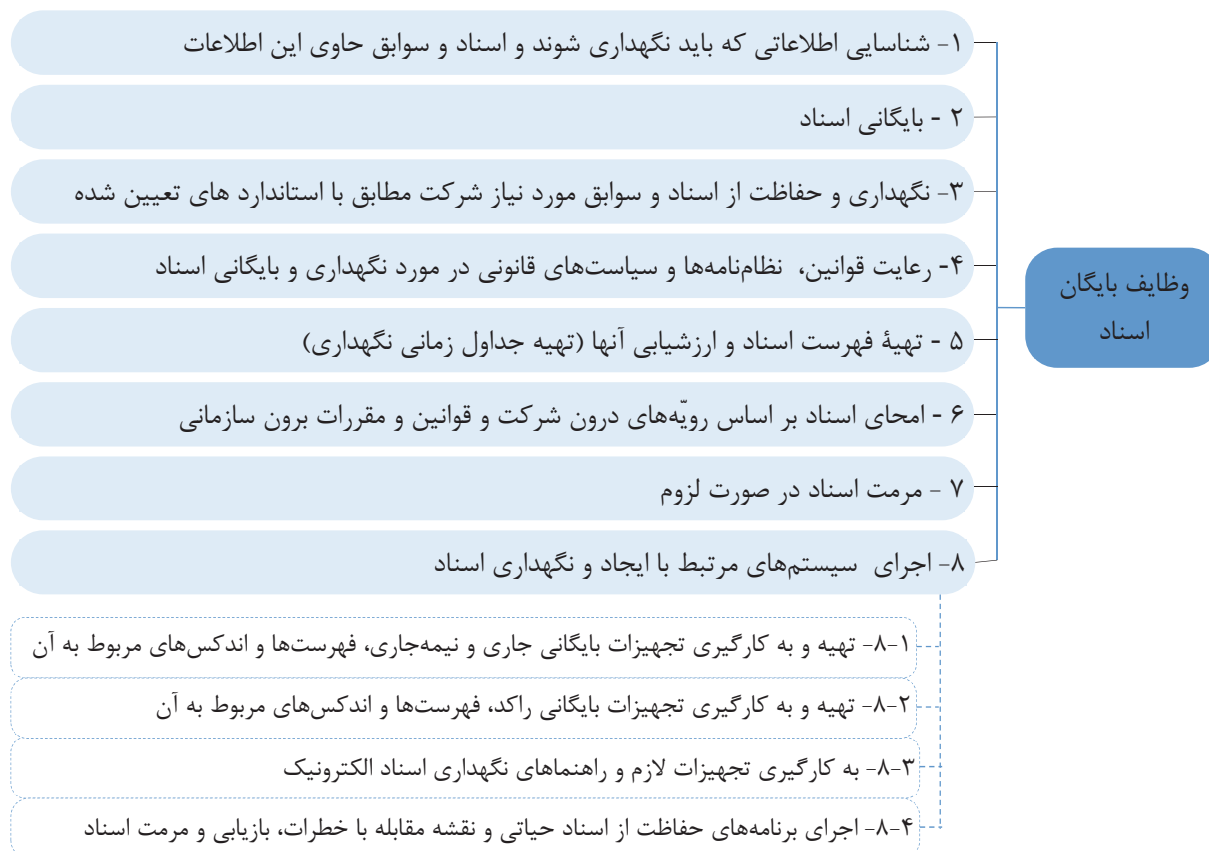 وظایف بایگان
اسناد
۱- شناسایی اطلاعاتی که باید نگهداری شوند و اسناد و سوابق حاوی این اطلاعات
۲ - بایگانی اسناد
۳- نگهداری و حفاظت از اسناد و سوابق مورد نیاز شرکت مطابق با استاندارد های تعیین شده
۴- رعایت قوانین، نظام‌نامه‌ها و سیاست‌های قانونی در مورد نگهداری و بایگانی اسناد
۵ - تهیهٔ فهرست اسناد و ارزشیابی آنها (تهیه جداول زمانی نگهداری)
۶ - امحای اسناد بر اساس رویّه‌های درون شرکت و قوانین و مقررات برون سازمانی
۷ - مرمت اسناد در صورت لزوم
۸- اجرای سیستم‌های مرتبط با ایجاد و نگهداری اسناد
۸-۱- تهیه و به کارگیری تجهیزات بایگانی جاری و نیمه‌جاری، فهرست‌ها و اندکس‌های مربوط به آن
۸-۲- تهیه و به کارگیری تجهیزات بایگانی راکد، فهرست‌ها و اندکس‌های مربوط به آن
۸-۳- به کارگیری تجهیزات لازم و راهنماهای نگهداری اسناد الکترونیک
۸-۴- اجرای برنامه‌های حفاظت از اسناد حیاتی و نقشه مقابله با خطرات، بازیابی و مرمت اسناد